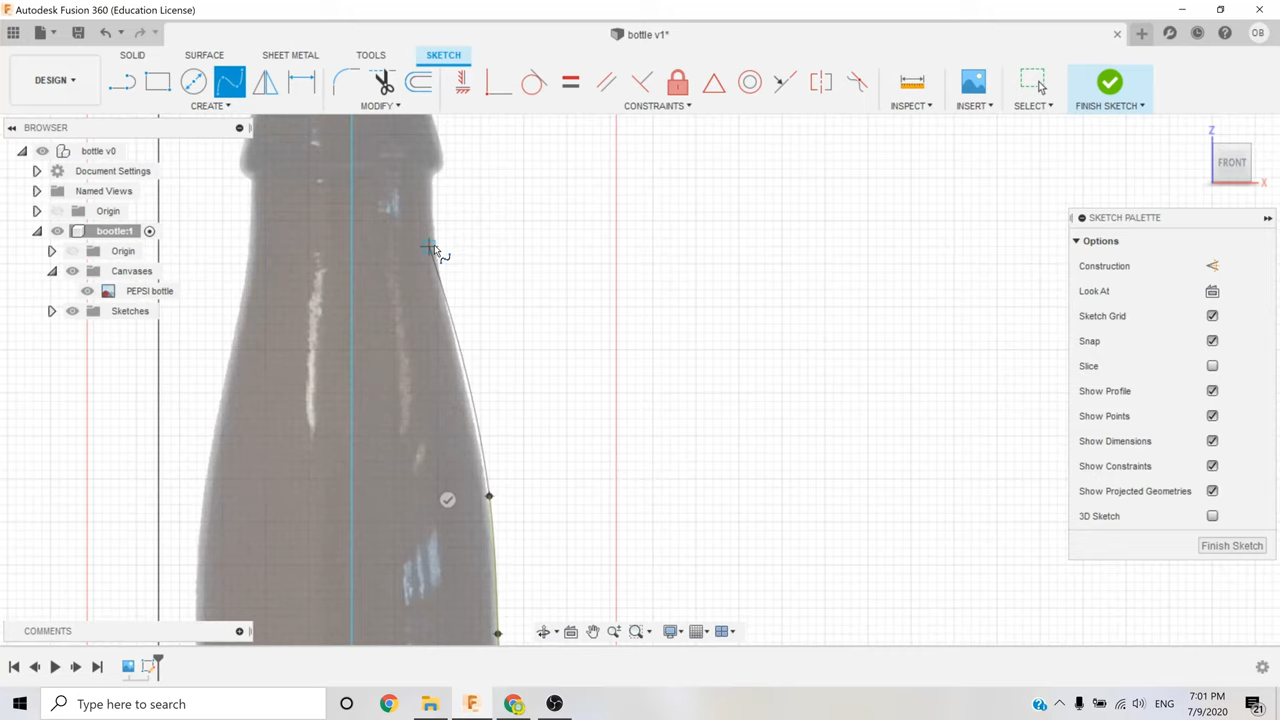 Autodesk Fusion 360 (Education License)
bottle v1*
OB
DESIGN
SOLID SURFACE SHEET METAL TOOLS SKETCH
CREATE MODIFY CONSTRAINTS INSPECT INSERT SELECT FINISH SKETCH
BROWSER
bottle v0
Document Settings
Named Views
Origin
bootle:1
Origin
Canvases
PEPSI bottle
Sketches
Z
FRONT
X
SKETCH PALETTE
Options
Construction
Look At
Sketch Grid
Snap
Slice
Show Profile
Show Points
Show Dimensions
Show Constraints
Show Projected Geometries
3D Sketch
Finish Sketch
COMMENTS
Type here to search
ENG
7:01 PM
7/9/2020
21